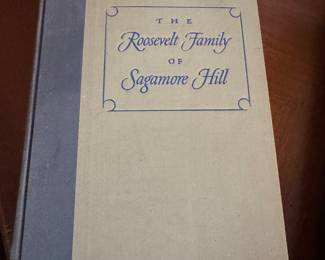 THE
Roosevelt Family
OF
Sagamore Hill